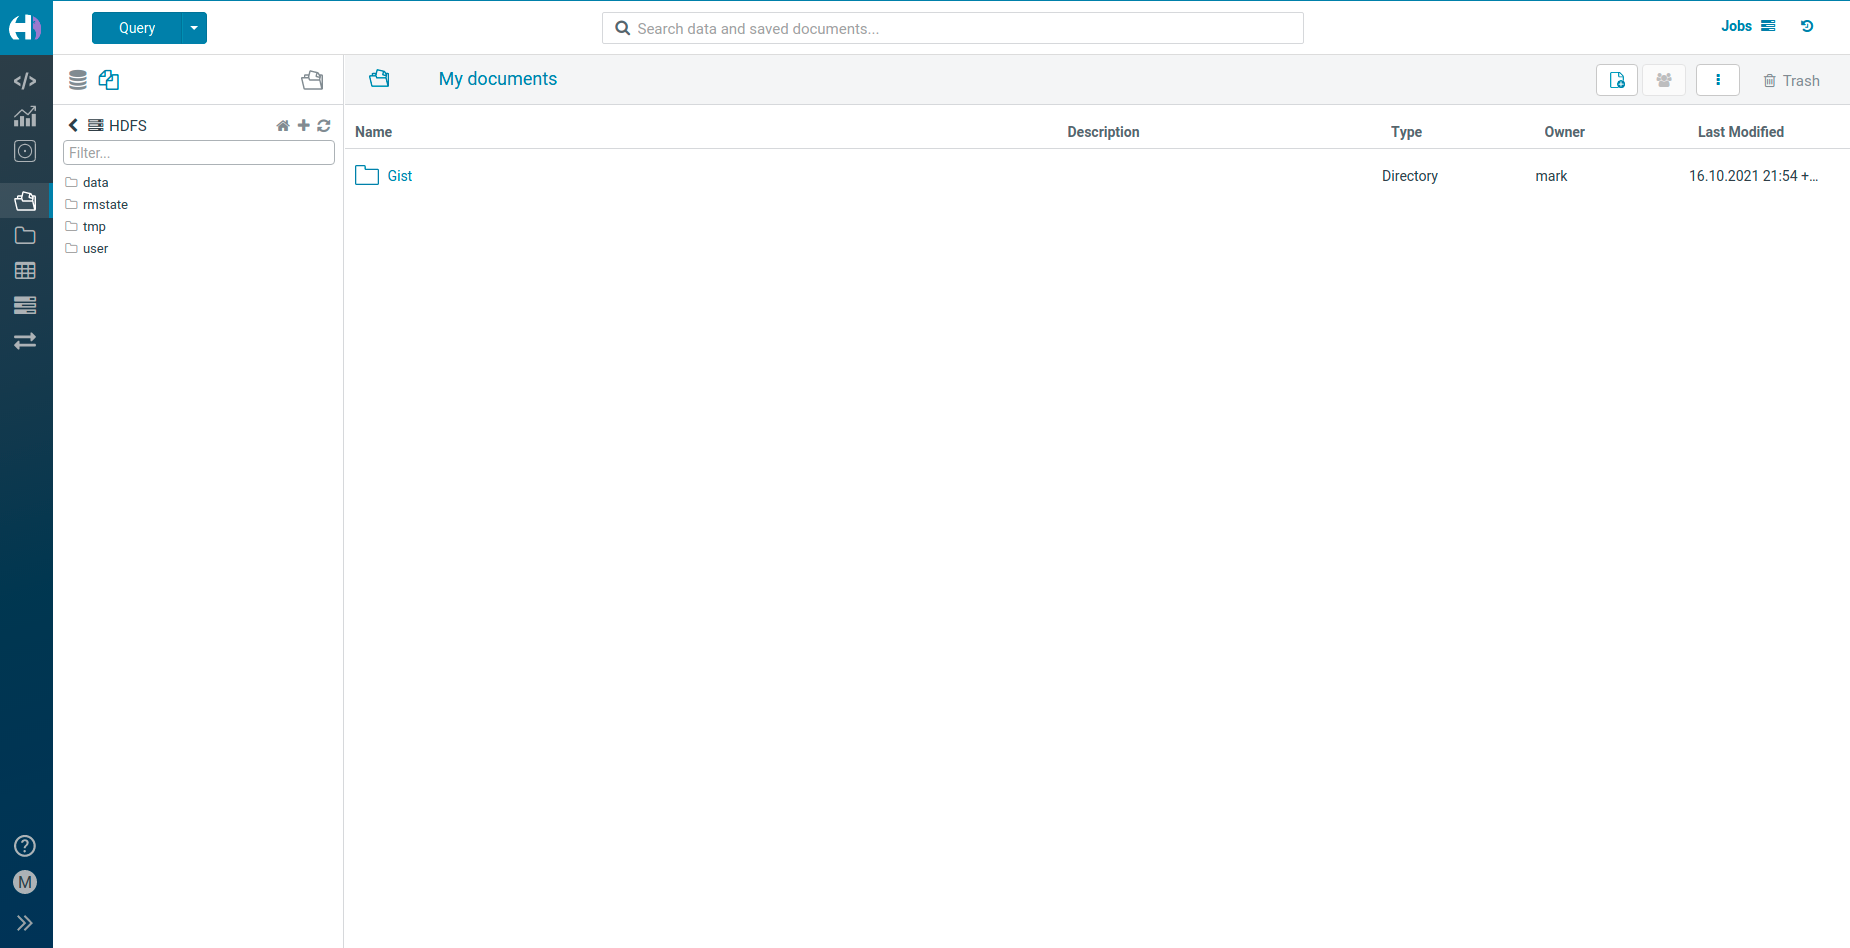 Query
Search data and saved documents...
Jobs
My documents
Trash
HDFS
Filter...
data
rmstate
tmp
user
Name Description Type Owner Last Modified
Gist Directory mark 16.10.2021 21:54 +...
M